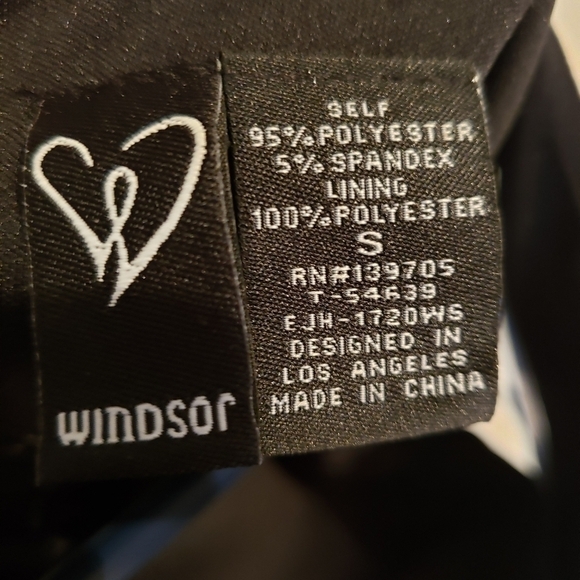 WINDSOR
SELF
95% POLYESTER
5% SPANDEX
LINING
100% POLYESTER
S
RN#139705
T-54839
EJH-1720WS
DESIGNED IN
LOS ANGELES
MADE IN CHINA